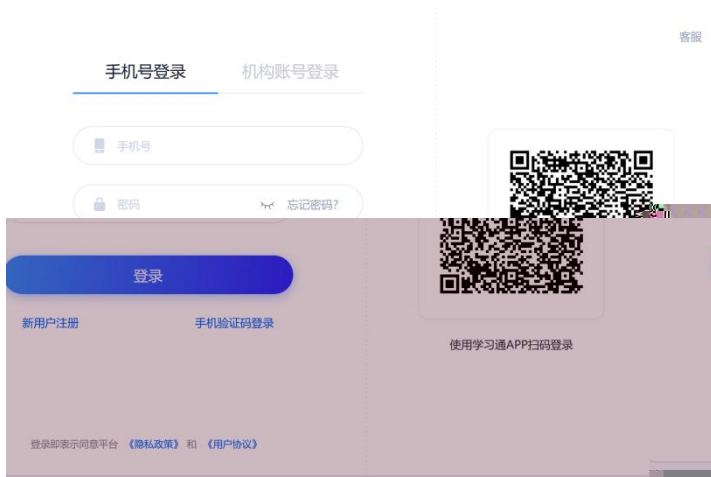 客服
手机号登录 机构账号登录
手机号
密码 忘记密码?
登录
新用户注册 手机验证码登录
使用学习通APP扫码登录
登录即表示同意平台 《隐私政策》 和 《用户协议》